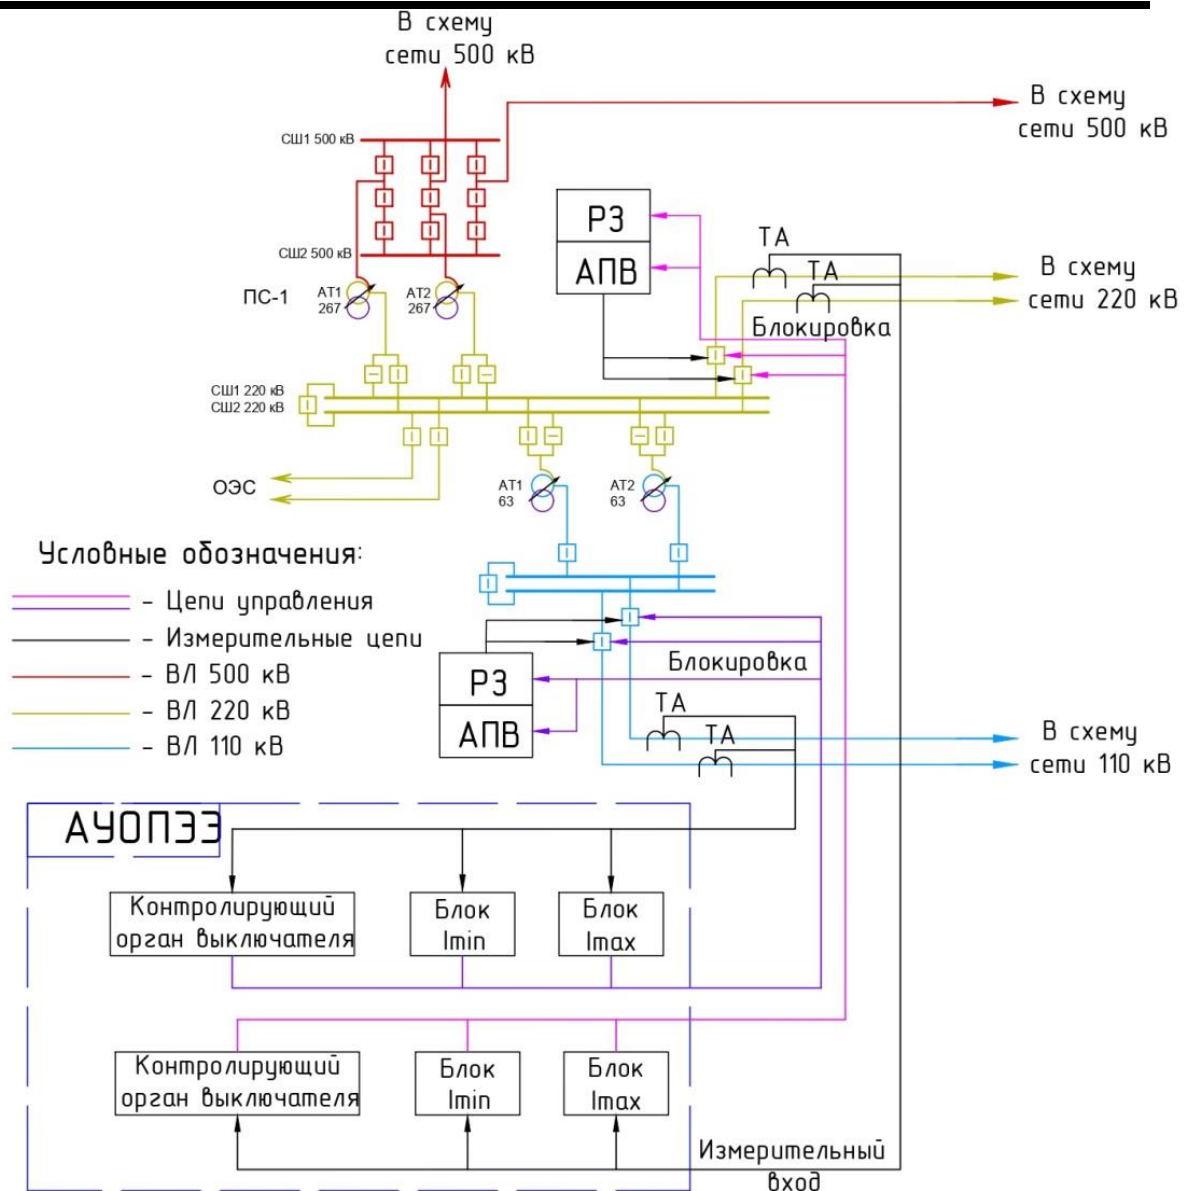 В схему
сети 500 кВ
В схему
сети 500 кВ
СШ1 500 кВ
СШ2 500 кВ
РЗ
АПВ
ТА
ТА
В схему
сети 220 кВ
ПС-1
АТ1
267
АТ2
267
Блокировка
СШ1 220 кВ
СШ2 220 кВ
ОЭС
АТ1
63
АТ2
63
Условные обозначения:
- Цепи управления
- Измерительные цепи
- ВЛ 500 кВ
- ВЛ 220 кВ
- ВЛ 110 кВ
РЗ
АПВ
Блокировка
ТА
ТА
В схему
сети 110 кВ
АУОПЭЭ
Контролирующий
орган выключателя
Блок
Imin
Блок
Imax
Контролирующий
орган выключателя
Блок
Imin
Блок
Imax
Измерительный
вход